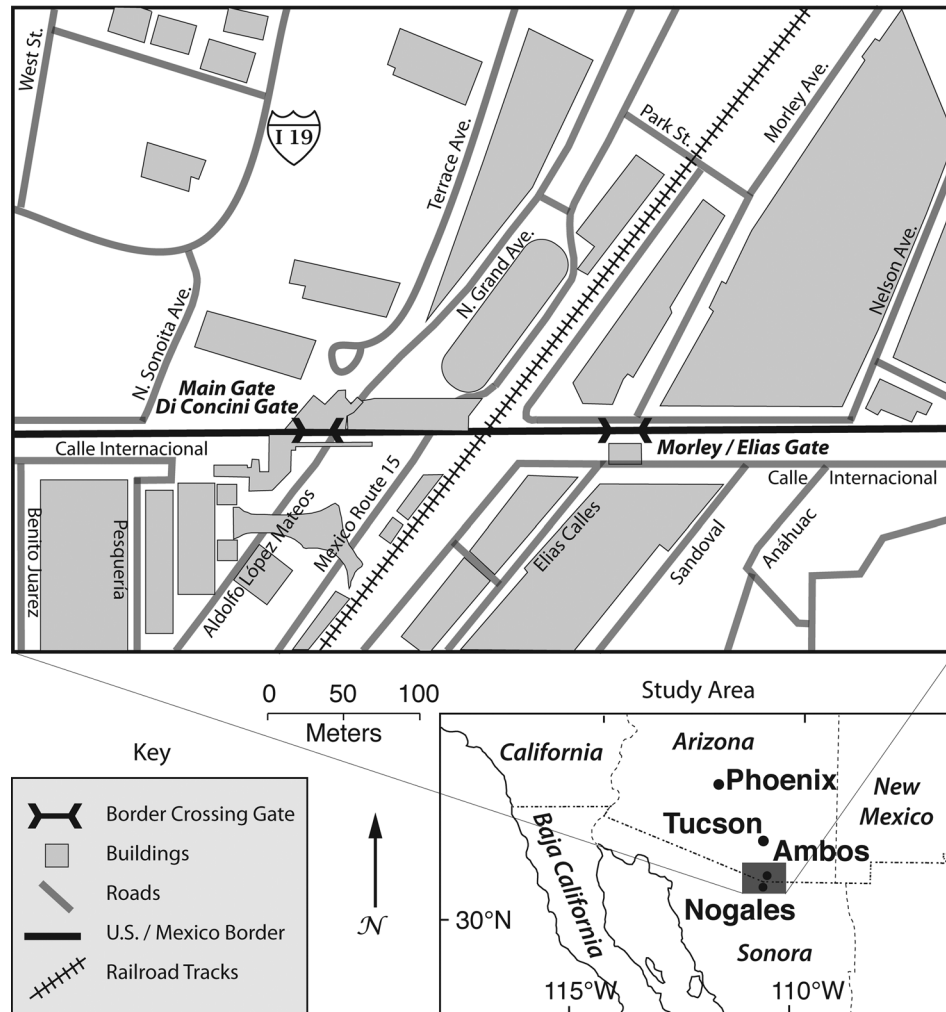 West St.
I 19
Terrace Ave.
Park St.
Morley Ave.
N. Grand Ave.
Nelson Ave.
N. Sonoita Ave.
Main Gate
Di Concini Gate
Calle Internacional
Morley / Elias Gate
Calle Internacional
Benito Juarez
Pesquería
Aldolfo López Mateos
Mexico Route 15
Elias Calles
Sandoval
Anáhuac
0 50 100
Meters
Study Area
Key
Border Crossing Gate
Buildings
Roads
U.S. / Mexico Border
Railroad Tracks
N
California
Arizona
Phoenix
New
Mexico
Tucson
Ambos
Nogales
Baja California
Sonora
30°N
115°W
110°W